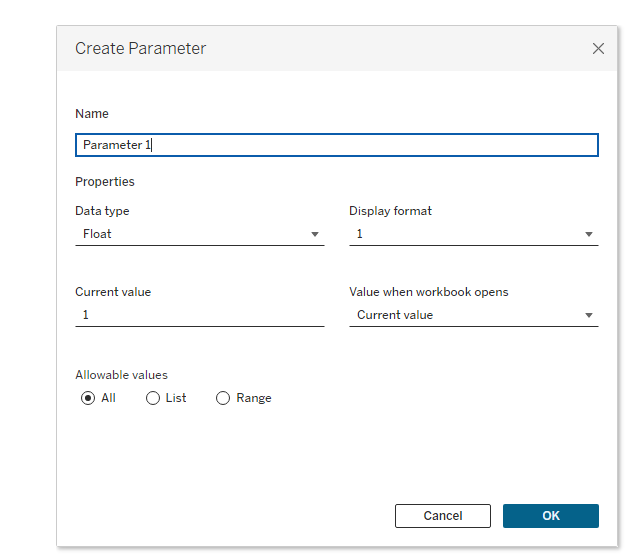 Create Parameter
Name
Parameter 1
Properties
Data type Display format
Float 1
Current value Value when workbook opens
1 Current value
Allowable values
All List Range
Cancel OK